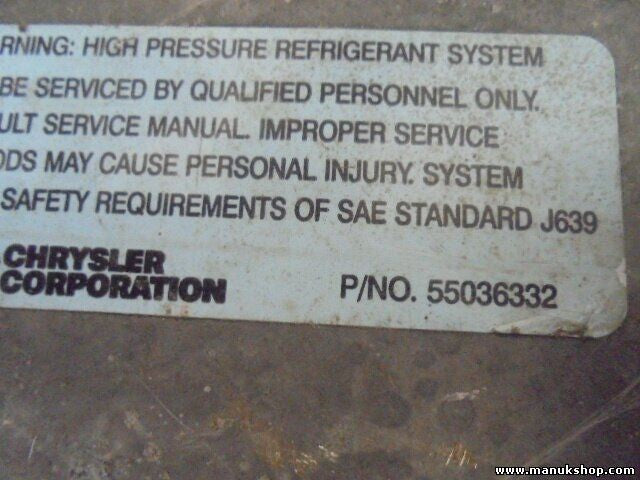 RNING: HIGH PRESSURE REFRIGERANT SYSTEM
BE SERVICED BY QUALIFIED PERSONNEL ONLY.
ULT SERVICE MANUAL. IMPROPER SERVICE
ODS MAY CAUSE PERSONAL INJURY. SYSTEM
SAFETY REQUIREMENTS OF SAE STANDARD J639
CHRYSLER
CORPORATION
P/NO. 55036332
www.manukshop.com